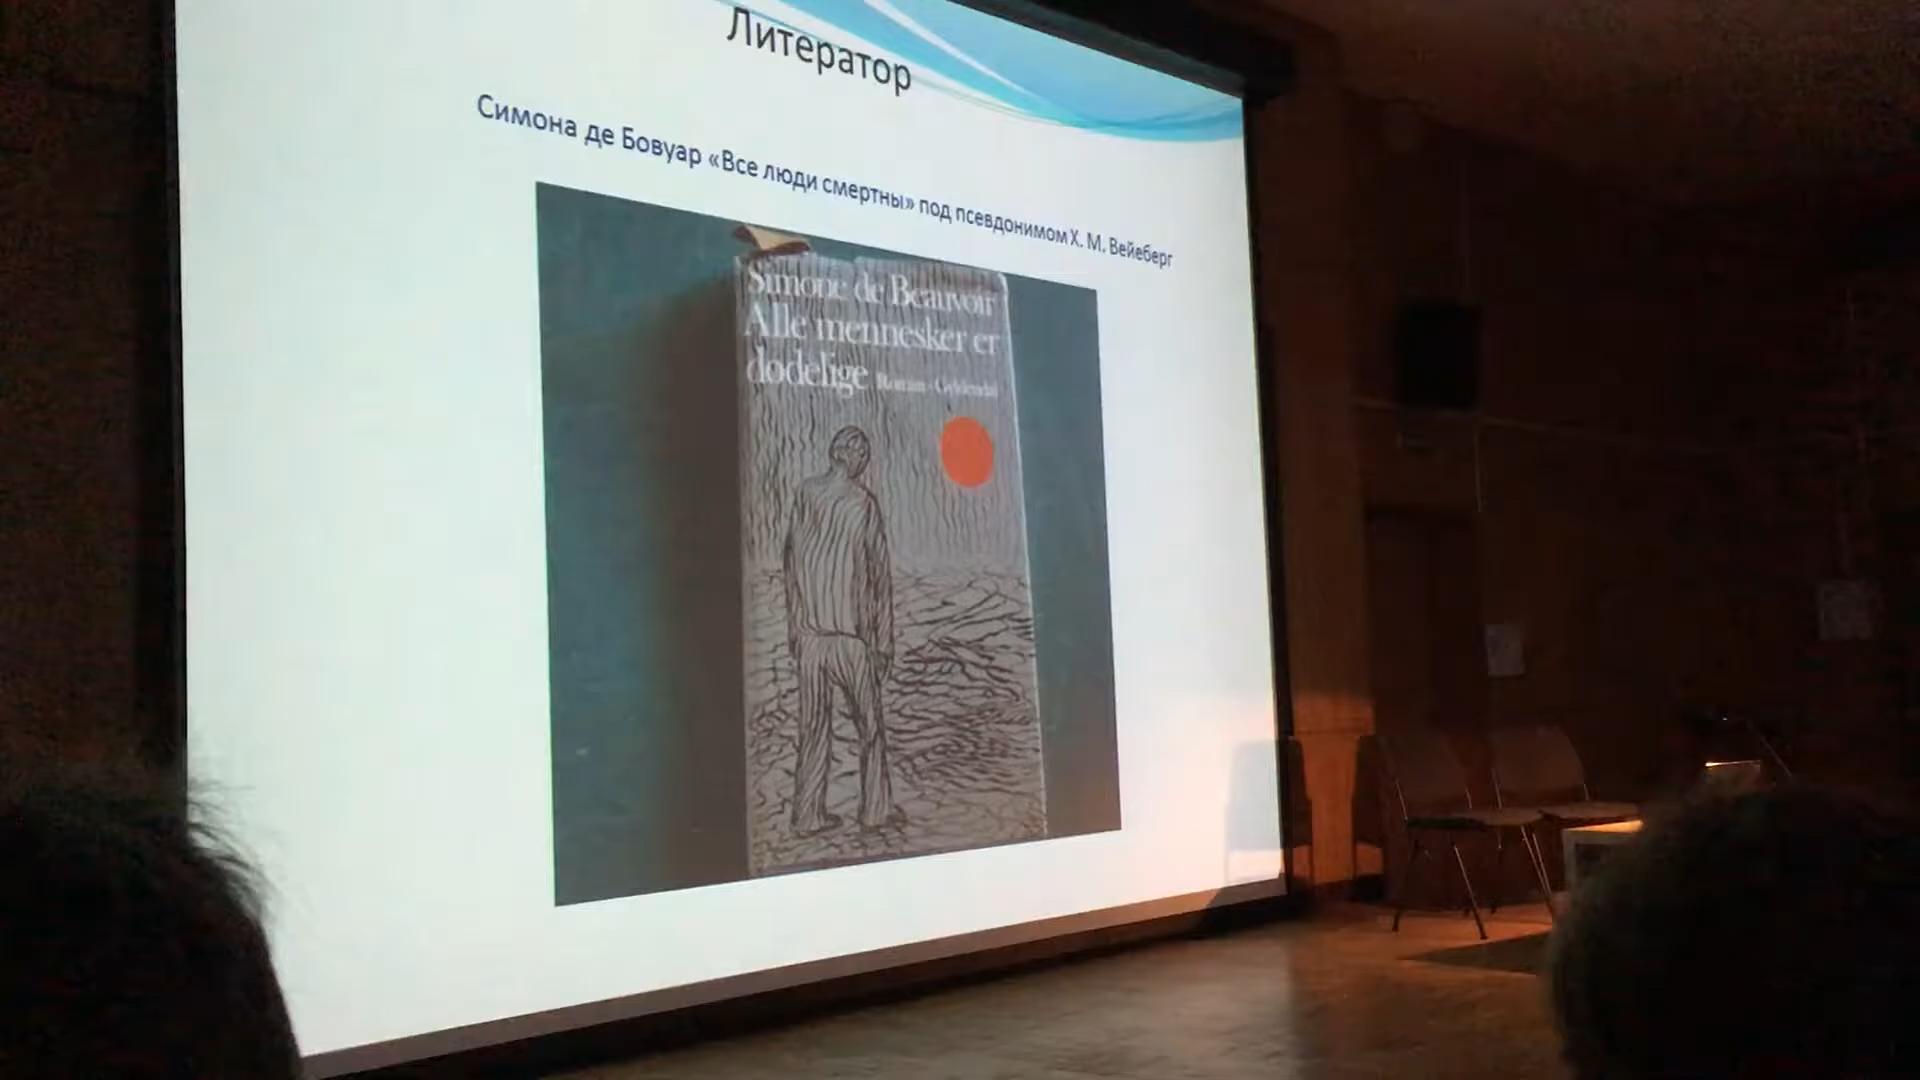 Литератор
Симона де Бовуар «Все люди смертны» под псевдонимом Х. М. Вейеберг
Simone de Beauvoir
Alle mennesker er
dødelige Roman · Gyldendal